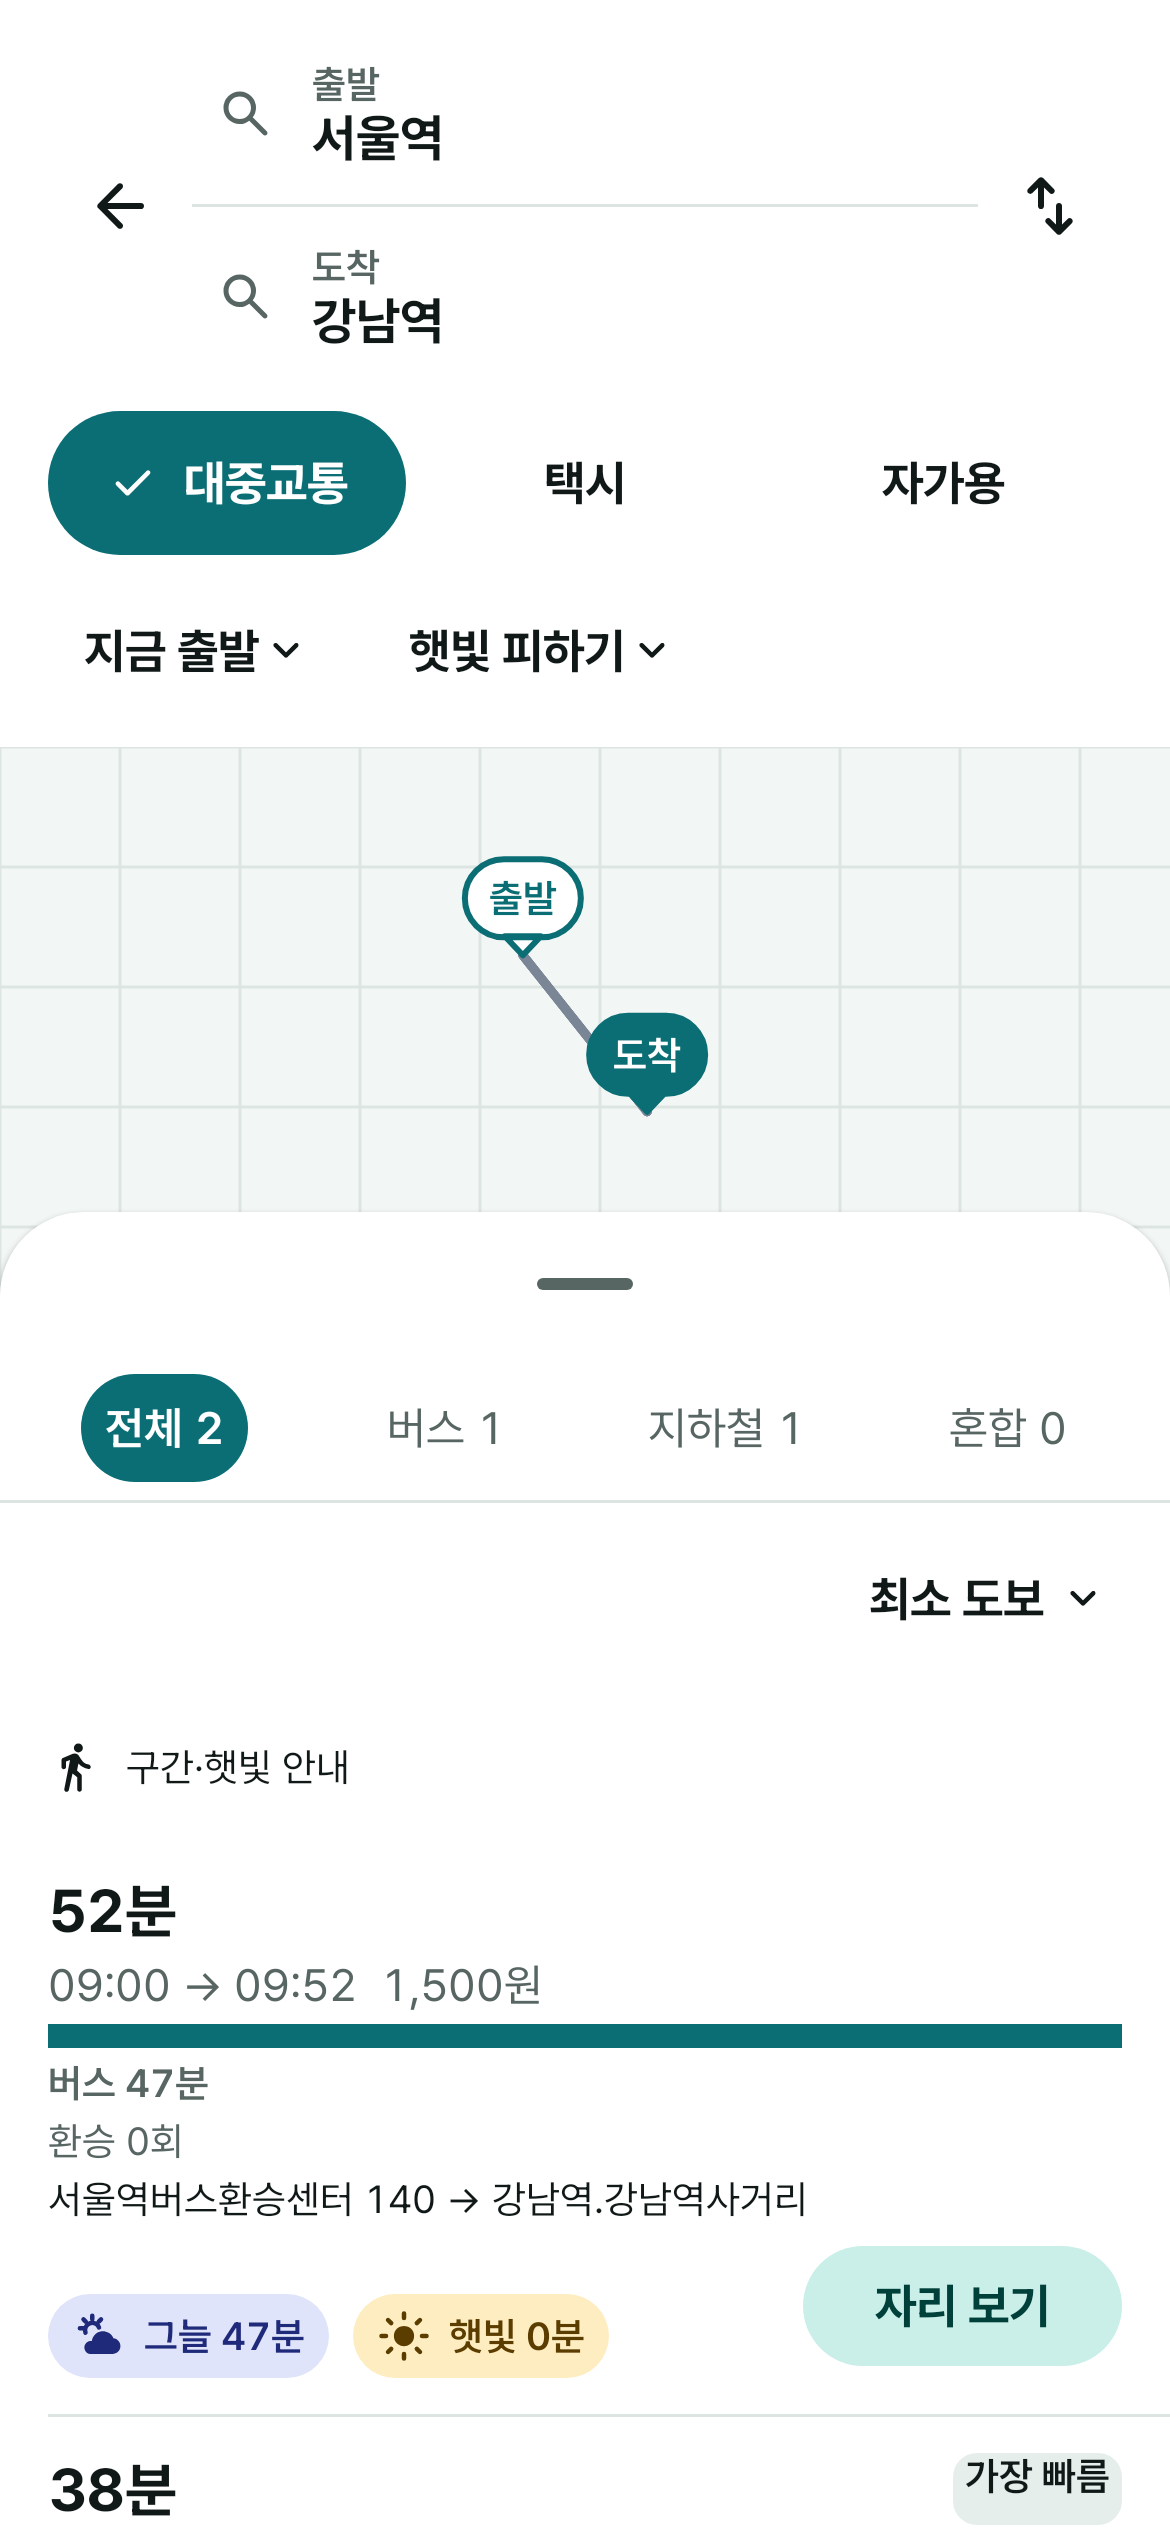 출발
서울역
도착
강남역
대중교통 택시 자가용
지금 출발 햇빛 피하기
출발
도착
전체 2 버스 1 지하철 1 혼합 0
최소 도보
구간·햇빛 안내
52분
09:00 → 09:52 1,500원
버스 47분
환승 0회
서울역버스환승센터 140 → 강남역.강남역사거리
자리 보기
그늘 47분 햇빛 0분
38분 가장 빠름